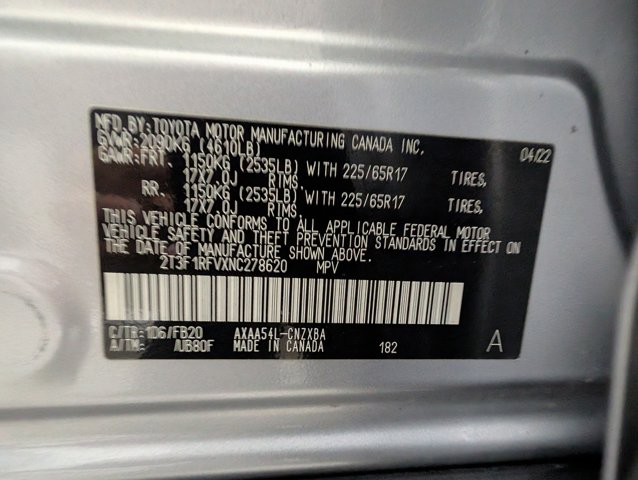 MFD. BY: TOYOTA MOTOR MANUFACTURING CANADA INC. 04/22
GVWR: 2090KG (4610LB)
GAWR: FRT. 1150KG (2535LB) WITH 225/65R17 TIRES,
17X7.0J RIMS.
RR. 1150KG (2535LB) WITH 225/65R17 TIRES,
17X7.0J RIMS.
THIS VEHICLE CONFORMS TO ALL APPLICABLE FEDERAL MOTOR
VEHICLE SAFETY AND THEFT PREVENTION STANDARDS IN EFFECT ON
THE DATE OF MANUFACTURE SHOWN ABOVE.
2T3F1RFVXNC278620 MPV
C/TR: 1D6/FB20 AXAA54L-CNZXBA
A/TM: /UB80F MADE IN CANADA 182 A